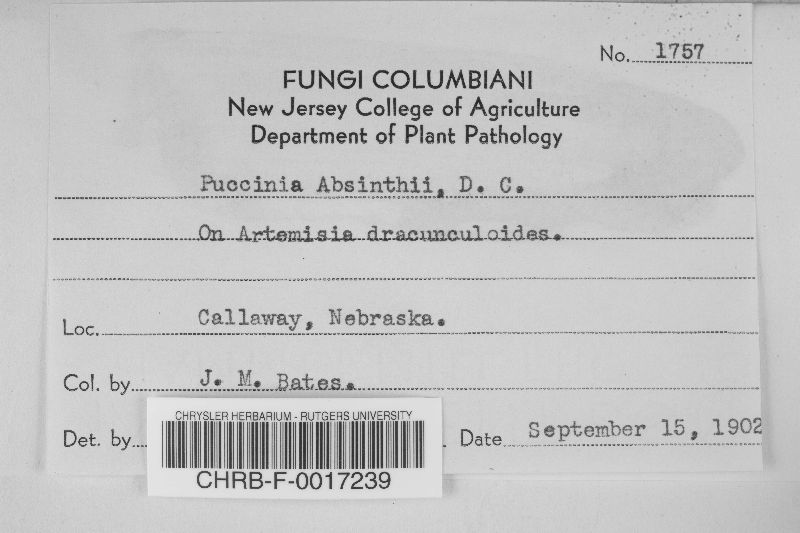 No. 1757
FUNGI COLUMBIANI
New Jersey College of Agriculture
Department of Plant Pathology
Puccinia Absinthii, D. C.
On Artemisia dracunculoides.
Loc. Callaway, Nebraska.
Col. by J. M. Bates.
Det. by
Date September 15, 1902
CHRYSLER HERBARIUM - RUTGERS UNIVERSITY
CHRB-F-0017239